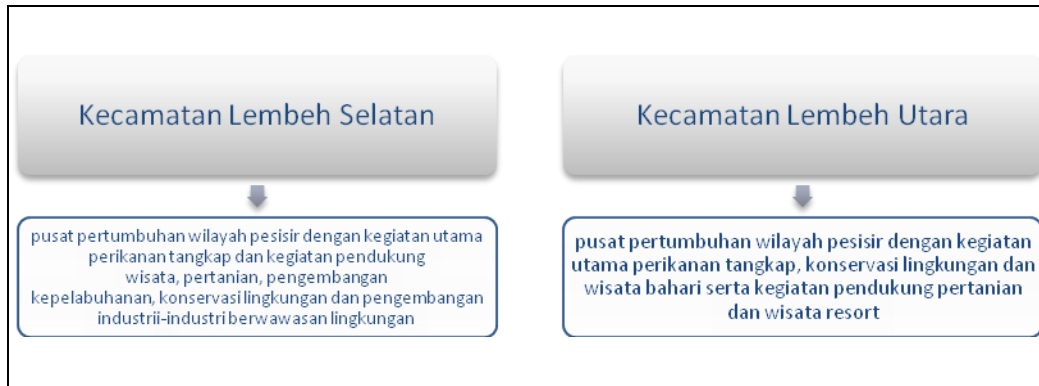 Kecamatan Lembeh Selatan
pusat pertumbuhan wilayah pesisir dengan kegiatan utama
perikanan tangkap dan kegiatan pendukung
wisata, pertanian, pengembangan
kepelabuhanan, konservasi lingkungan dan pengembangan
industrii-industri berwawasan lingkungan
Kecamatan Lembeh Utara
pusat pertumbuhan wilayah pesisir dengan kegiatan
utama perikanan tangkap, konservasi lingkungan dan
wisata bahari serta kegiatan pendukung pertanian
dan wisata resort